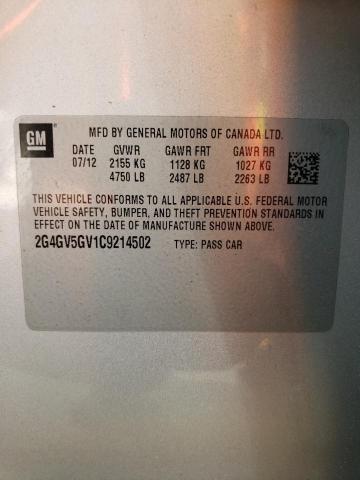 GM
MFD BY GENERAL MOTORS OF CANADA LTD.
DATE GVWR GAWR FRT GAWR RR
07/12 2155 KG 1128 KG 1027 KG
4750 LB 2487 LB 2263 LB
THIS VEHICLE CONFORMS TO ALL APPLICABLE U.S. FEDERAL MOTOR
VEHICLE SAFETY, BUMPER, AND THEFT PREVENTION STANDARDS IN
EFFECT ON THE DATE OF MANUFACTURE SHOWN ABOVE.
2G4GV5GV1C9214502 TYPE: PASS CAR